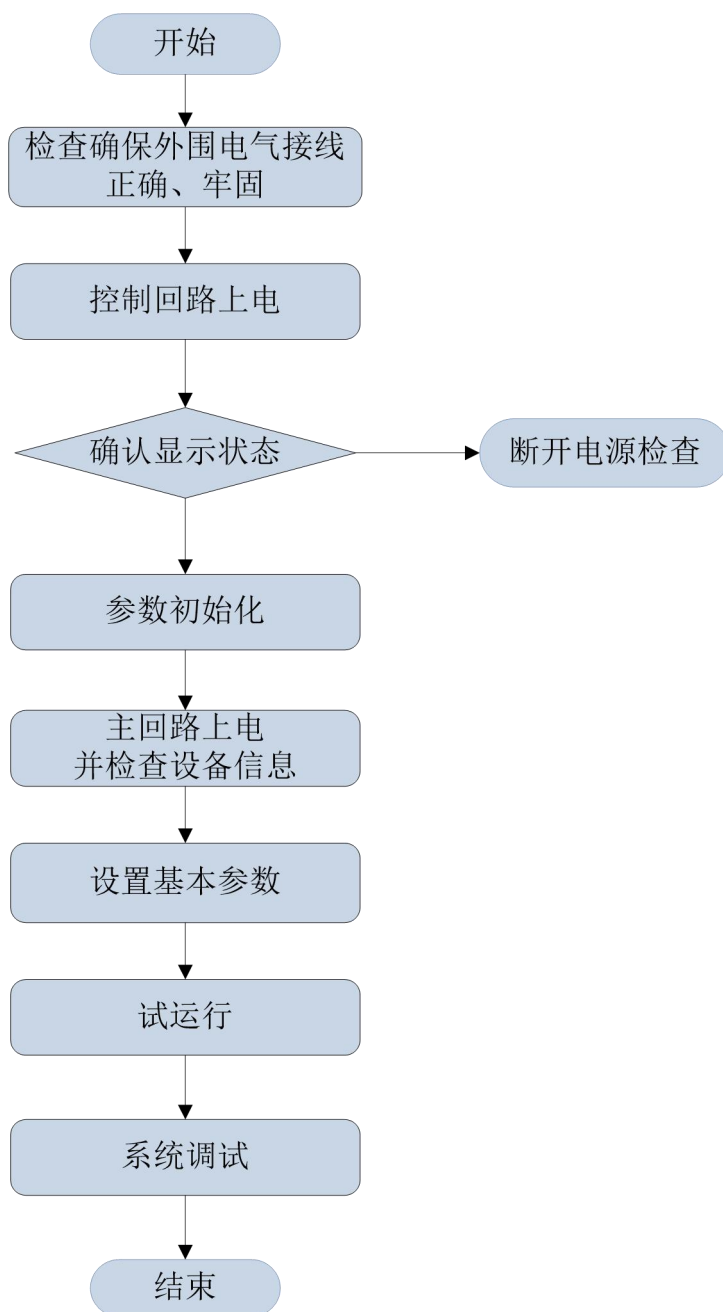 开始
检查确保外围电气接线
正确、牢固
控制回路上电
确认显示状态
断开电源检查
参数初始化
主回路上电
并检查设备信息
设置基本参数
试运行
系统调试
结束